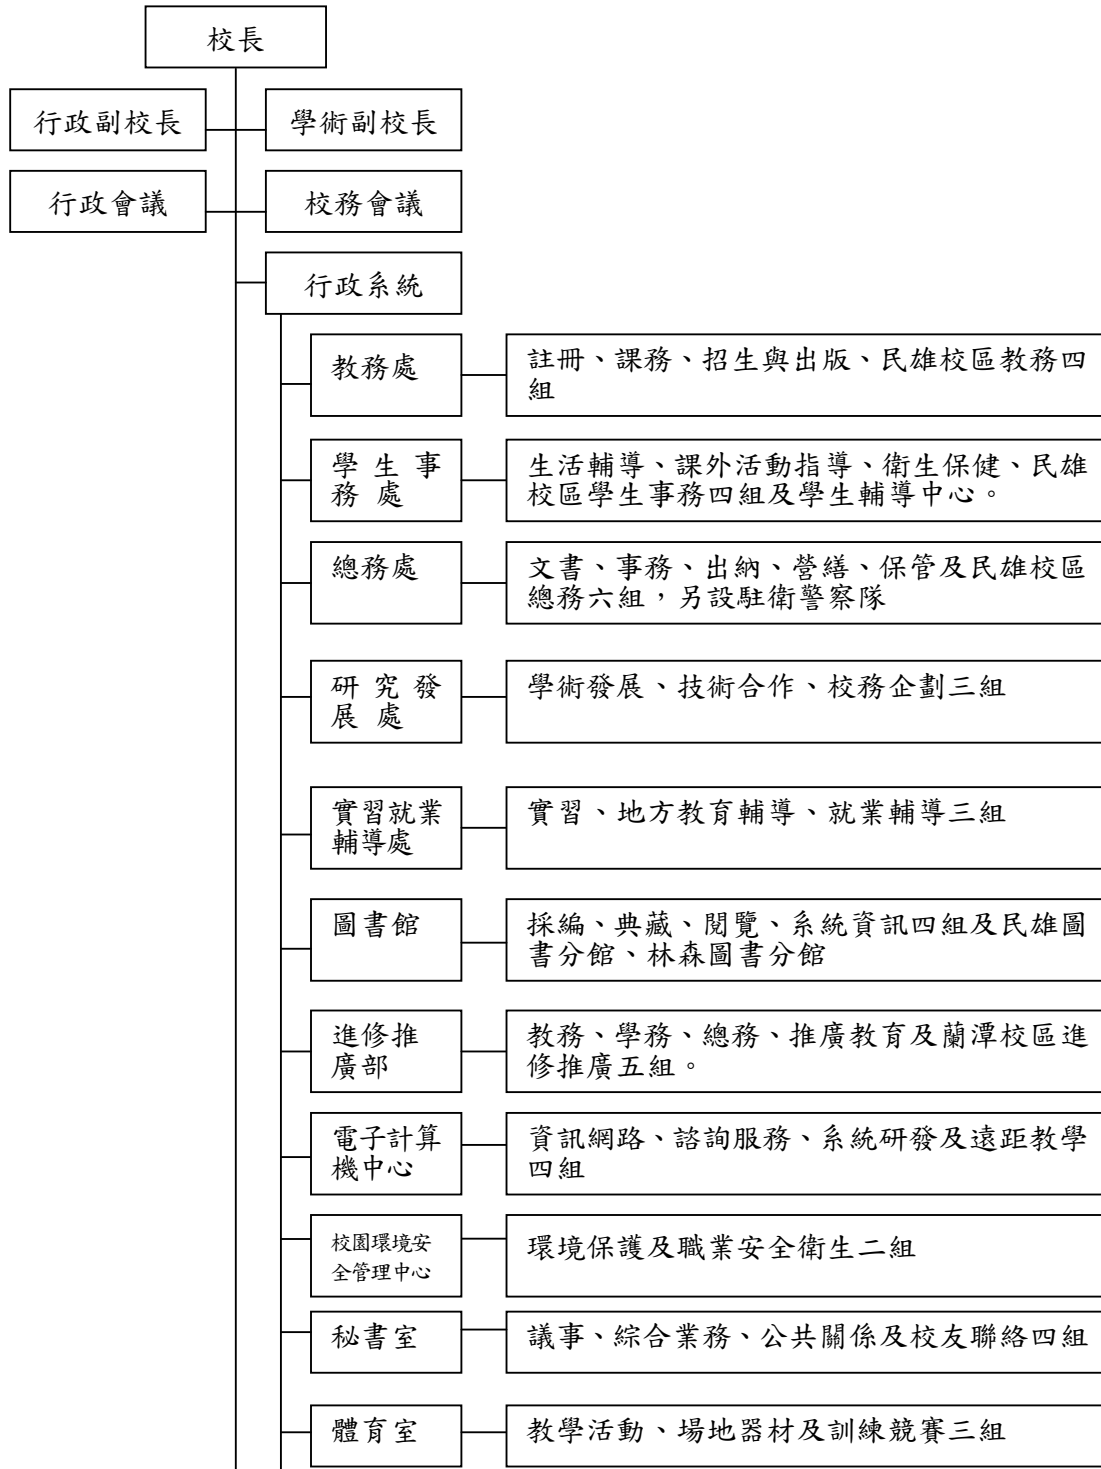 校長
行政副校長
學術副校長
行政會議
校務會議
行政系統
教務處
註冊、課務、招生與出版、民雄校區教務四
組
學生事
務處
生活輔導、課外活動指導、衛生保健、民雄
校區學生事務四組及學生輔導中心。
總務處
文書、事務、出納、營繕、保管及民雄校區
總務六組，另設駐衛警察隊
研究發
展處
學術發展、技術合作、校務企劃三組
實習就業
輔導處
實習、地方教育輔導、就業輔導三組
圖書館
採編、典藏、閱覽、系統資訊四組及民雄圖
書分館、林森圖書分館
進修推
廣部
教務、學務、總務、推廣教育及蘭潭校區進
修推廣五組。
電子計算
機中心
資訊網路、諮詢服務、系統研發及遠距教學
四組
校園環境安
全管理中心
環境保護及職業安全衛生二組
秘書室
議事、綜合業務、公共關係及校友聯絡四組
體育室
教學活動、場地器材及訓練競賽三組